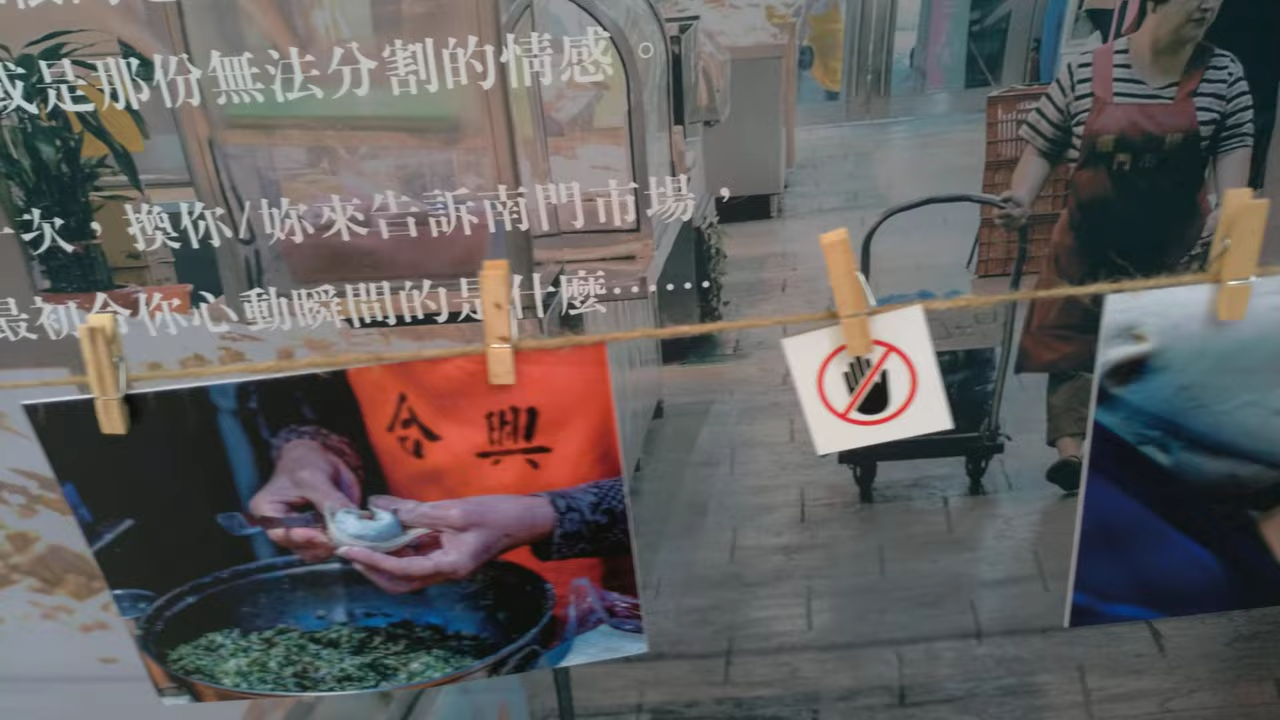 或是那份無法分割的情感。
一次，換你/妳來告訴南門市場，
最初令你心動瞬間的是什麼……
合興